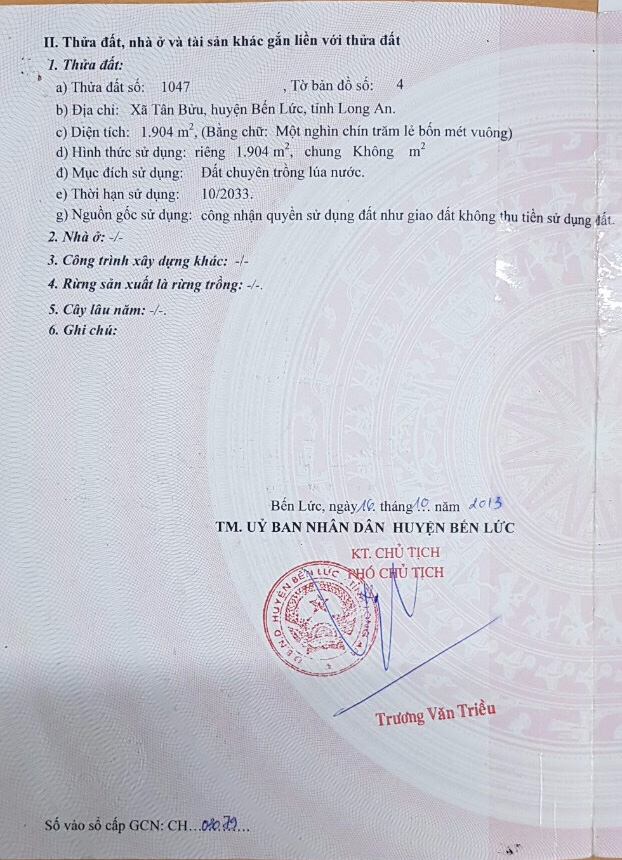 II. Thửa đất, nhà ở và tài sản khác gắn liền với thửa đất
1. Thửa đất:
a) Thửa đất số: 1047 , Tờ bản đồ số: 4
b) Địa chỉ: Xã Tân Bửu, huyện Bến Lức, tỉnh Long An.
c) Diện tích: 1.904 m², (Bằng chữ: Một nghìn chín trăm lẻ bốn mét vuông)
d) Hình thức sử dụng: riêng 1.904 m², chung Không m²
đ) Mục đích sử dụng: Đất chuyên trồng lúa nước.
e) Thời hạn sử dụng: 10/2033.
g) Nguồn gốc sử dụng: công nhận quyền sử dụng đất như giao đất không thu tiền sử dụng đất.
2. Nhà ở: -/-
3. Công trình xây dựng khác: -/-
4. Rừng sản xuất là rừng trồng: -/-.
5. Cây lâu năm: -/-.
6. Ghi chú:
Bến Lức, ngày 16 tháng 10 năm 2013
TM. UỶ BAN NHÂN DÂN HUYỆN BẾN LỨC
KT. CHỦ TỊCH
PHÓ CHỦ TỊCH
U.B.N.D. HUYỆN BẾN LỨC
Trương Văn Triều
Số vào sổ cấp GCN: CH...